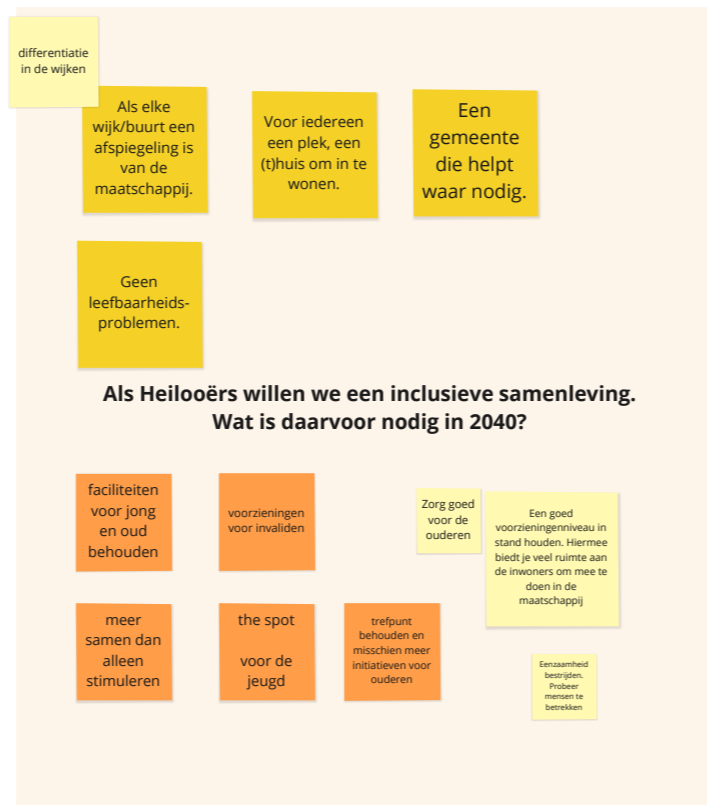 differentiatie
in de wijken
Als elke
wijk/buurt een
afspiegeling is
van de
maatschappij.
Voor iedereen
een plek, een
(t)huis om in te
wonen.
Een
gemeente
die helpt
waar nodig.
Geen
leefbaarheids-
problemen.
Als Heilooërs willen we een inclusieve samenleving.
Wat is daarvoor nodig in 2040?
faciliteiten
voor jong
en oud
behouden
voorzieningen
voor invaliden
Zorg goed
voor de
ouderen
Een goed
voorzieningenniveau in
stand houden. Hiermee
biedt je veel ruimte aan
de inwoners om mee te
doen in de
maatschappij
meer
samen dan
alleen
stimuleren
the spot
voor de
jeugd
trefpunt
behouden en
misschien meer
initiatieven voor
ouderen
Eenzaamheid
bestrijden.
Probeer
mensen te
betrekken